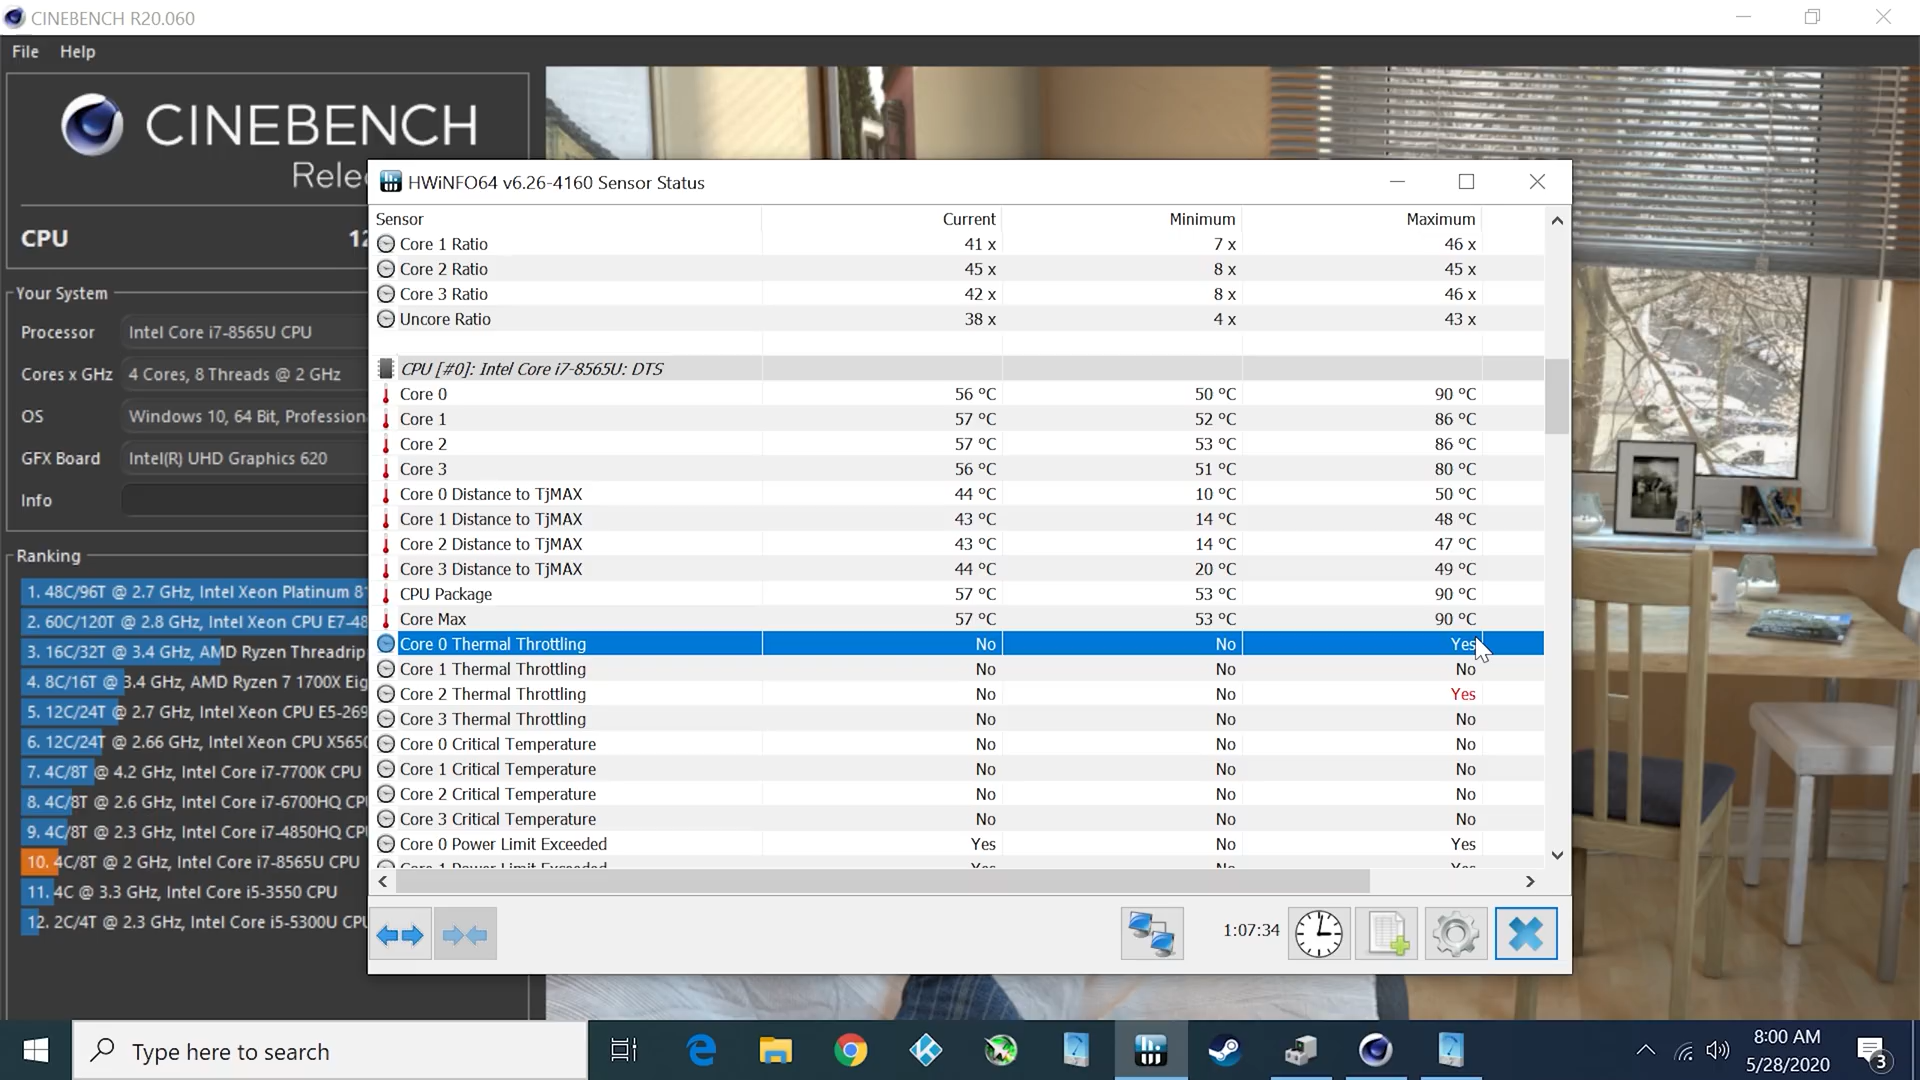 CINEBENCH R20.060
File Help
CINEBENCH
Rele
CPU 12
Your System
Processor Intel Core i7-8565U CPU
Cores x GHz 4 Cores, 8 Threads @ 2 GHz
OS Windows 10, 64 Bit, Profession
GFX Board Intel(R) UHD Graphics 620
Info
Ranking
1. 48C/96T @ 2.7 GHz, Intel Xeon Platinum 8
2. 60C/120T @ 2.8 GHz, Intel Xeon CPU E7-48
3. 16C/32T @ 3.4 GHz, AMD Ryzen Threadrip
4. 8C/16T @ 3.4 GHz, AMD Ryzen 7 1700X Eig
5. 12C/24T @ 2.7 GHz, Intel Xeon CPU E5-269
6. 12C/24T @ 2.66 GHz, Intel Xeon CPU X5650
7. 4C/8T @ 4.2 GHz, Intel Core i7-7700K CPU
8. 4C/8T @ 2.6 GHz, Intel Core i7-6700HQ CPU
9. 4C/8T @ 2.3 GHz, Intel Core i7-4850HQ CPU
10. 4C/8T @ 2 GHz, Intel Core i7-8565U CPU
11. 4C @ 3.3 GHz, Intel Core i5-3550 CPU
12. 2C/4T @ 2.3 GHz, Intel Core i5-5300U CPU
HWiNFO64 v6.26-4160 Sensor Status
Sensor Current Minimum Maximum
Core 1 Ratio 41 x 7 x 46 x
Core 2 Ratio 45 x 8 x 45 x
Core 3 Ratio 42 x 8 x 46 x
Uncore Ratio 38 x 4 x 43 x
CPU [#0]: Intel Core i7-8565U: DTS
Core 0 56 °C 50 °C 90 °C
Core 1 57 °C 52 °C 86 °C
Core 2 57 °C 53 °C 86 °C
Core 3 56 °C 51 °C 80 °C
Core 0 Distance to TjMAX 44 °C 10 °C 50 °C
Core 1 Distance to TjMAX 43 °C 14 °C 48 °C
Core 2 Distance to TjMAX 43 °C 14 °C 47 °C
Core 3 Distance to TjMAX 44 °C 20 °C 49 °C
CPU Package 57 °C 53 °C 90 °C
Core Max 57 °C 53 °C 90 °C
Core 0 Thermal Throttling No No Yes
Core 1 Thermal Throttling No No No
Core 2 Thermal Throttling No No Yes
Core 3 Thermal Throttling No No No
Core 0 Critical Temperature No No No
Core 1 Critical Temperature No No No
Core 2 Critical Temperature No No No
Core 3 Critical Temperature No No No
Core 0 Power Limit Exceeded Yes No Yes
Core 1 Power Limit Exceeded Yes No Yes
1:07:34
Type here to search
8:00 AM
5/28/2020
3